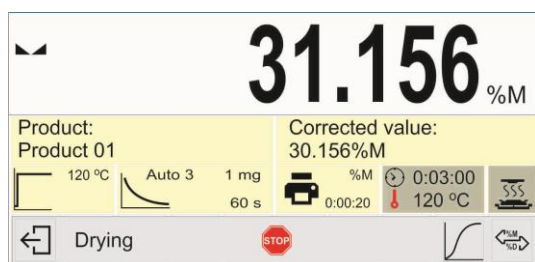 31.156 %M
Product:
Product 01
Corrected value:
30.156%M
120 ºC
Auto 3 1 mg
60 s
%M
0:00:20
0:03:00
120 ºC
Drying
STOP
%M
%D